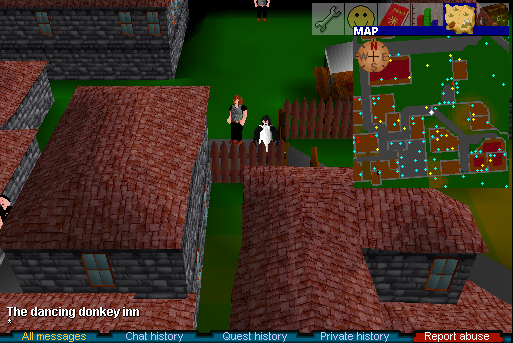 MAP
N
W E
S
The dancing donkey inn
*
All messages
Chat history
Quest history
Private history
Report abuse